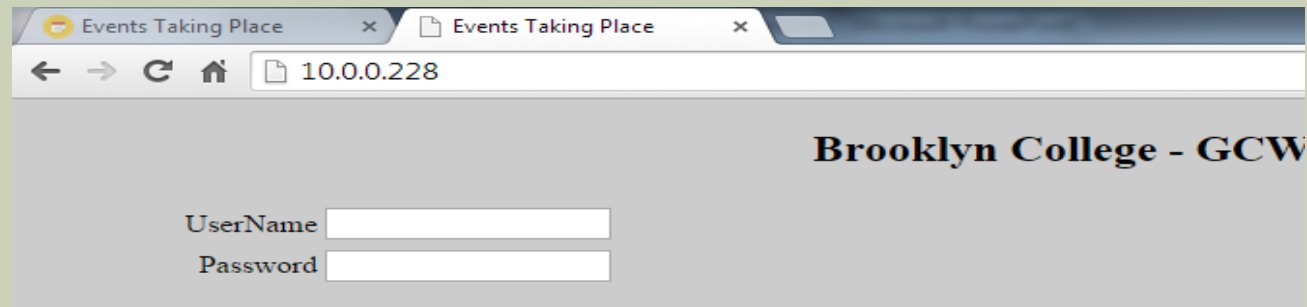 Events Taking Place Events Taking Place
10.0.0.228
Brooklyn College - GCW
UserName
Password